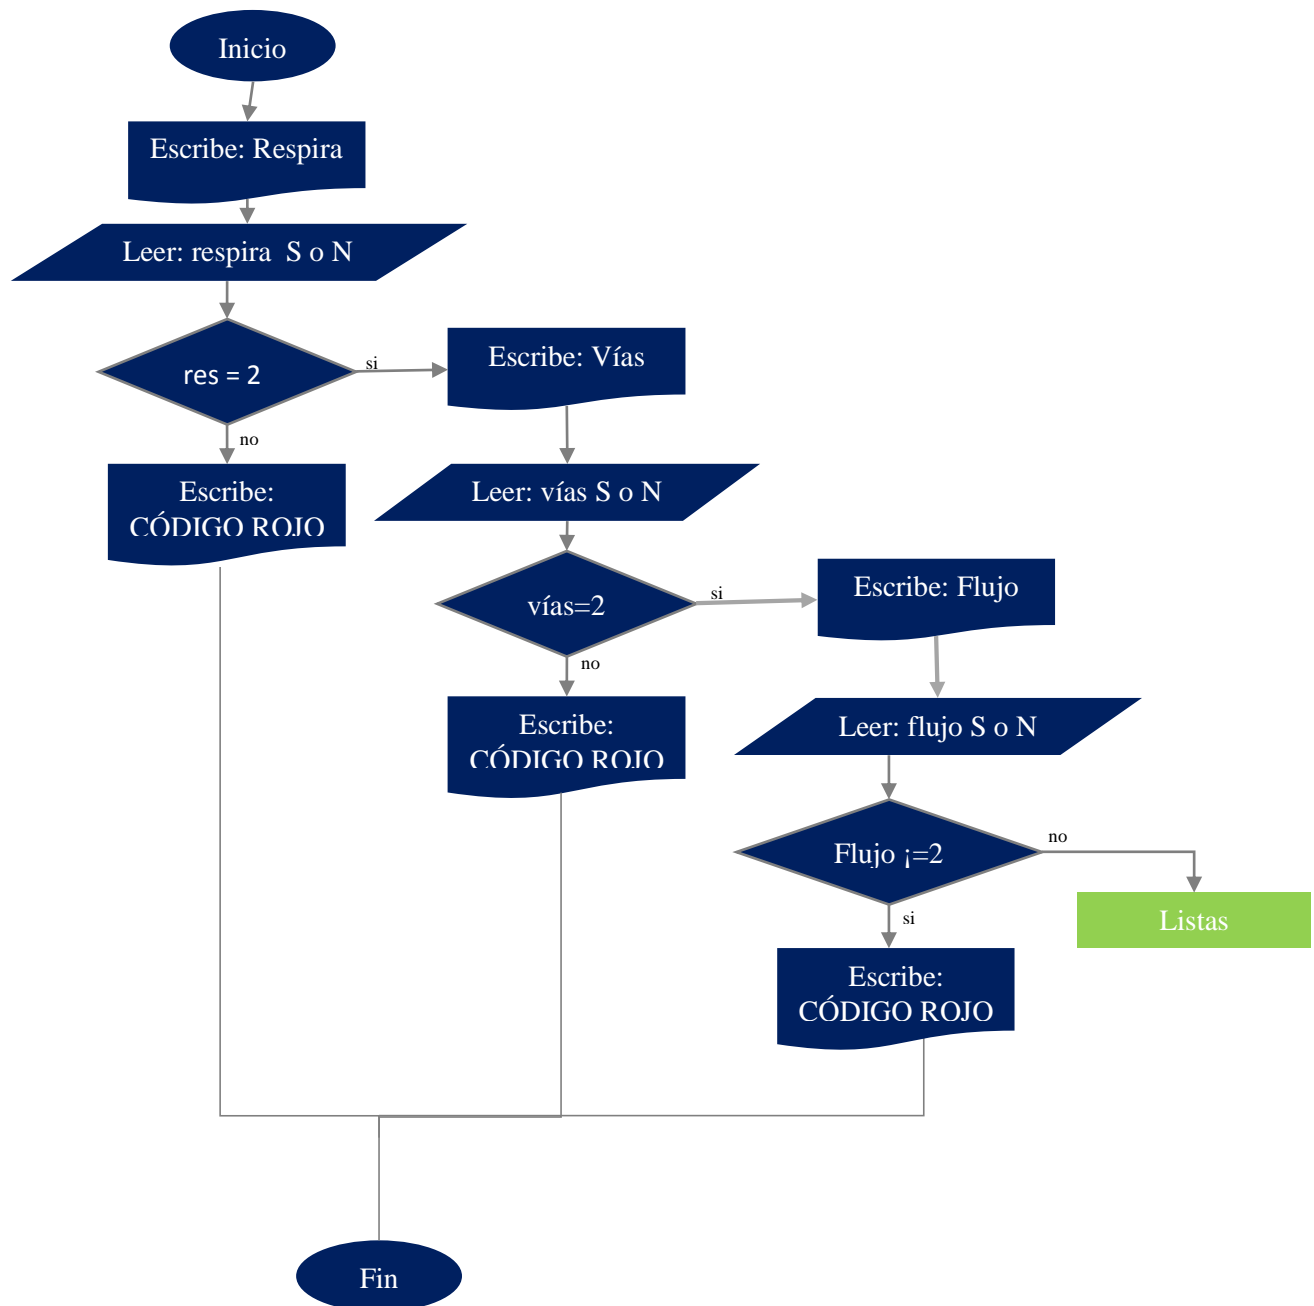 Inicio
Escribe: Respira
Leer: respira  S o N
res = 2
si
Escribe: Vías
no
Escribe:
CÓDIGO ROJO
Leer: vías S o N
vías=2
si
Escribe: Flujo
no
Escribe:
CÓDIGO ROJO
Leer: flujo S o N
Flujo ¡=2
no
Listas
si
Escribe:
CÓDIGO ROJO
Fin